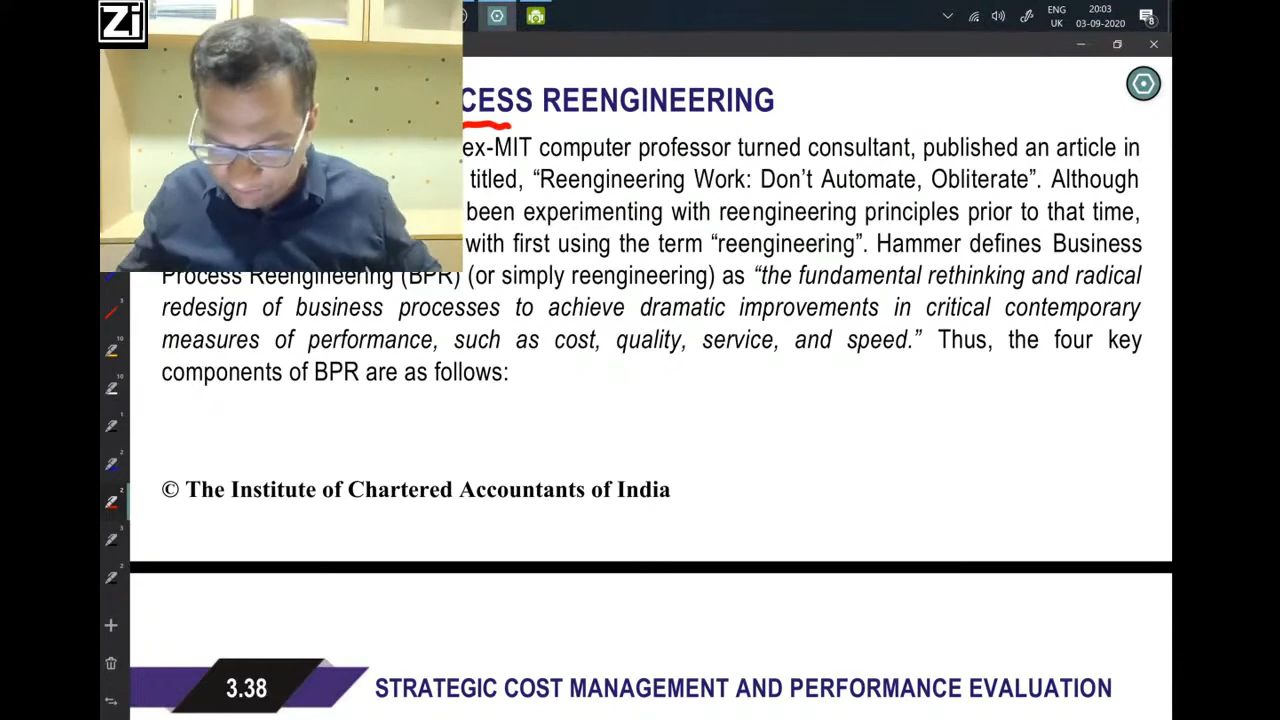 Zi
ENG
UK
20:03
03-09-2020
8
CESS REENGINEERING
ex-MIT computer professor turned consultant, published an article in
titled, “Reengineering Work: Don’t Automate, Obliterate”. Although
been experimenting with reengineering principles prior to that time,
with first using the term “reengineering”. Hammer defines Business
Process Reengineering (BPR) (or simply reengineering) as “the fundamental rethinking and radical
redesign of business processes to achieve dramatic improvements in critical contemporary
measures of performance, such as cost, quality, service, and speed.” Thus, the four key
components of BPR are as follows:
© The Institute of Chartered Accountants of India
3.38 STRATEGIC COST MANAGEMENT AND PERFORMANCE EVALUATION